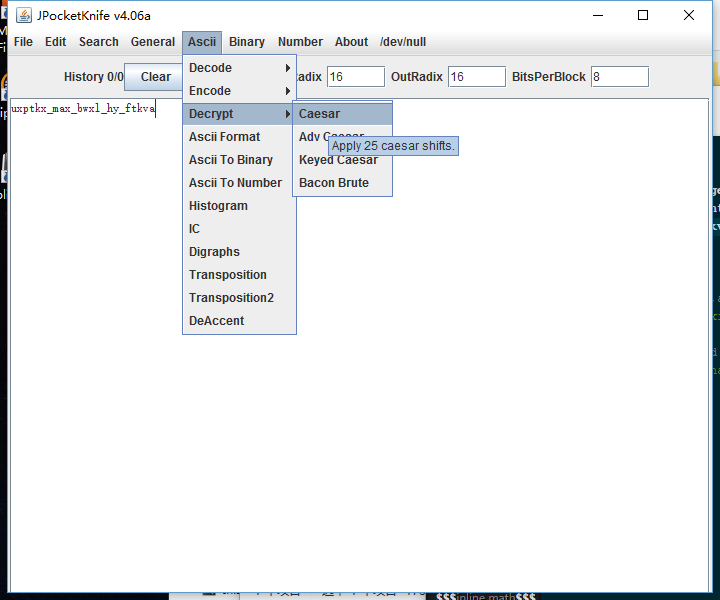 JPocketKnife v4.06a
File Edit Search General Ascii Binary Number About /dev/null
History 0/0 Clear adix 16 OutRadix 16 BitsPerBlock 8
uxptkx_max_bwxl_hy_ftkva
Decode
Encode
Decrypt
Ascii Format
Ascii To Binary
Ascii To Number
Histogram
IC
Digraphs
Transposition
Transposition2
DeAccent
Caesar
Adv Caesar
Keyed Caesar
Bacon Brute
Apply 25 caesar shifts.
$$$inline math$$$